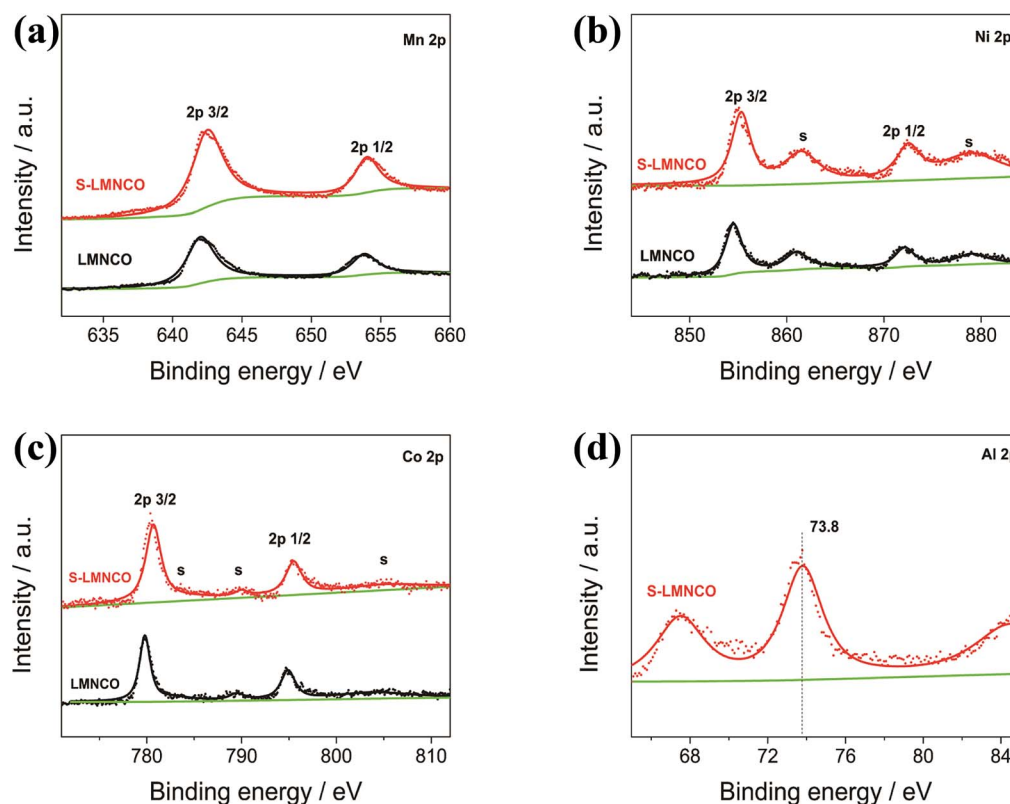 (a)
Mn 2p
2p 3/2
2p 1/2
S-LMNCO
LMNCO
Intensity / a.u.
635 640 645 650 655 660
Binding energy / eV
(b)
Ni 2p
2p 3/2
s
2p 1/2
s
S-LMNCO
LMNCO
Intensity / a.u.
850 860 870 880
Binding energy / eV
(c)
Co 2p
2p 3/2
s
s
2p 1/2
s
S-LMNCO
LMNCO
Intensity / a.u.
780 790 800 810
Binding energy / eV
(d)
Al 2p
73.8
S-LMNCO
Intensity / a.u.
68 72 76 80 84
Binding energy / eV